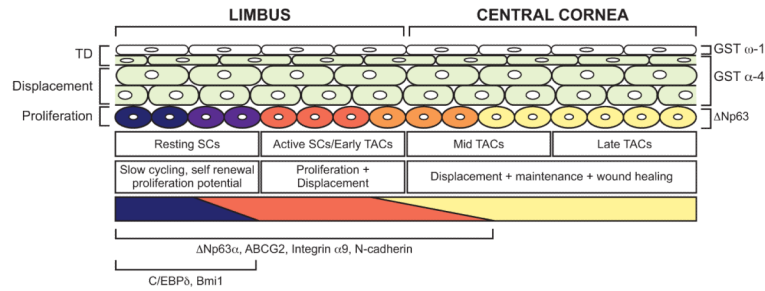 LIMBUS CENTRAL CORNEA
TD
GST ω-1
GST α-4
Displacement
Proliferation
ΔNp63
Resting SCs
Active SCs/Early TACs
Mid TACs
Late TACs
Slow cycling, self renewal
proliferation potential
Proliferation +
Displacement
Displacement + maintenance + wound healing
ΔNp63α, ABCG2, Integrin α9, N-cadherin
C/EBPδ, Bmi1